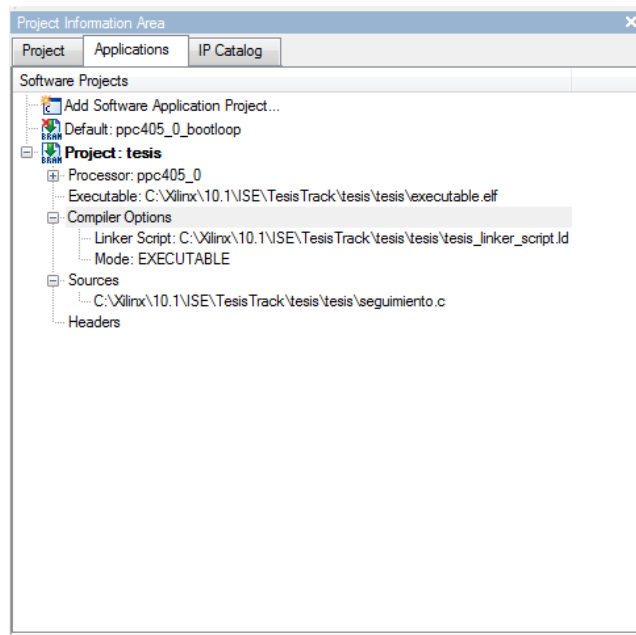 Project Information Area
Project Applications IP Catalog
Software Projects
Add Software Application Project...
Default: ppc405_0_bootloop
Project: tesis
Processor: ppc405_0
Executable: C:\Xilinx\10.1\ISE\TesisTrack\tesis\tesis\executable.elf
Compiler Options
Linker Script: C:\Xilinx\10.1\ISE\TesisTrack\tesis\tesis\tesis_linker_script.ld
Mode: EXECUTABLE
Sources
C:\Xilinx\10.1\ISE\TesisTrack\tesis\tesis\seguimiento.c
Headers